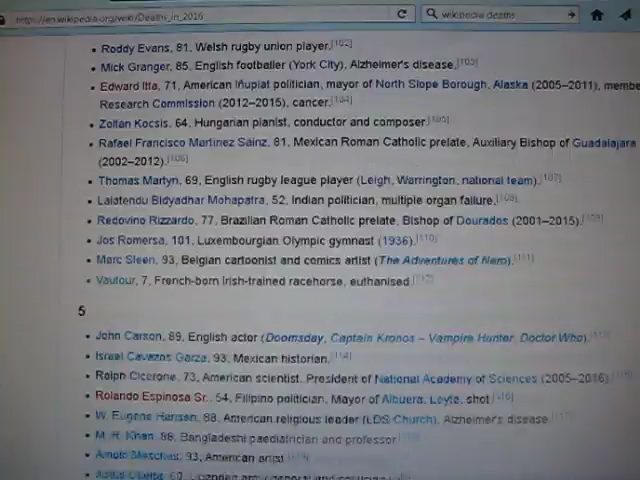 https://en.wikipedia.org/wiki/Deaths_in_2016
wikipedia deaths
Roddy Evans, 81, Welsh rugby union player.[102]
Mick Granger, 85, English footballer (York City), Alzheimer's disease.[103]
Edward Itta, 71, American Iñupiat politician, mayor of North Slope Borough, Alaska (2005–2011), membe
Research Commission (2012–2015), cancer.[104]
Zoltán Kocsis, 64, Hungarian pianist, conductor and composer.[105]
Rafael Francisco Martínez Sáinz, 81, Mexican Roman Catholic prelate, Auxiliary Bishop of Guadalajara
(2002–2012).[106]
Thomas Martyn, 69, English rugby league player (Leigh, Warrington, national team).[107]
Lalatendu Bidyadhar Mohapatra, 52, Indian politician, multiple organ failure.[108]
Redovino Rizzardo, 77, Brazilian Roman Catholic prelate, Bishop of Dourados (2001–2015).[109]
Jos Romersa, 101, Luxembourgian Olympic gymnast (1936).[110]
Marc Sleen, 93, Belgian cartoonist and comics artist (The Adventures of Nero).[111]
Vautour, 7, French-born Irish-trained racehorse, euthanised.[112]
5
John Carson, 89, English actor (Doomsday, Captain Kronos – Vampire Hunter, Doctor Who).[113]
Israel Cavazos Garza, 93, Mexican historian.[114]
Ralph Cicerone, 73, American scientist, President of National Academy of Sciences (2005–2016).[115]
Rolando Espinosa Sr., 54, Filipino politician, Mayor of Albuera, Leyte, shot.[116]
W. Eugene Hansen, 88, American religious leader (LDS Church), Alzheimer's disease.[117]
M. R. Khan, 88, Bangladeshi paediatrician and professor.[118]
Arnold Mesches, 93, American artist.[119]